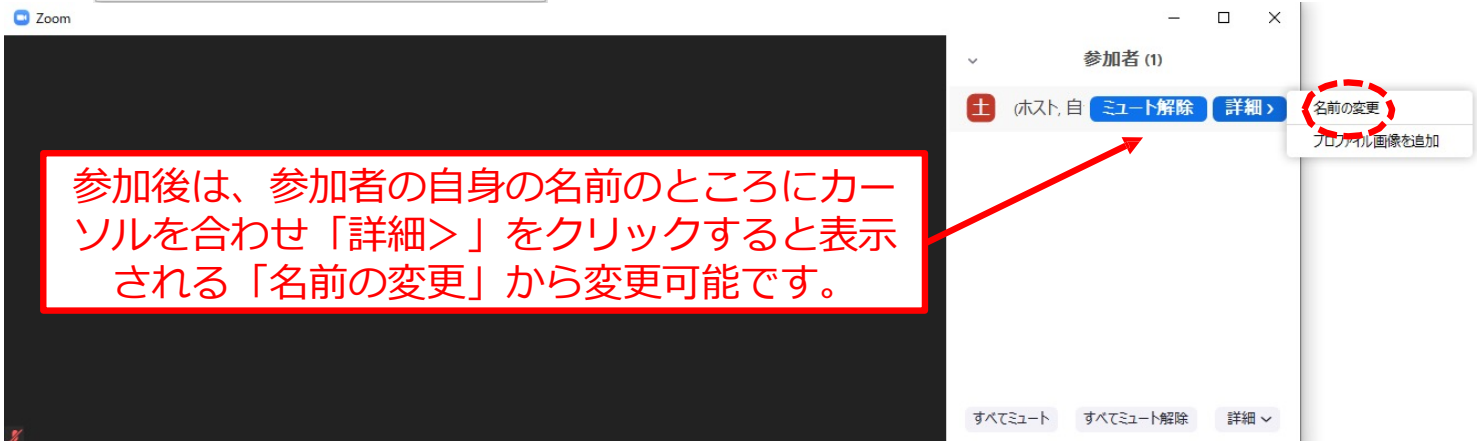 Zoom
参加者 (1)
土 (ホスト, 自 ミュート解除 詳細 >
名前の変更
プロファイル画像を追加
参加後は、参加者の自身の名前のところにカー
ソルを合わせ「詳細＞」をクリックすると表示
される「名前の変更」から変更可能です。
すべてミュート すべてミュート解除 詳細